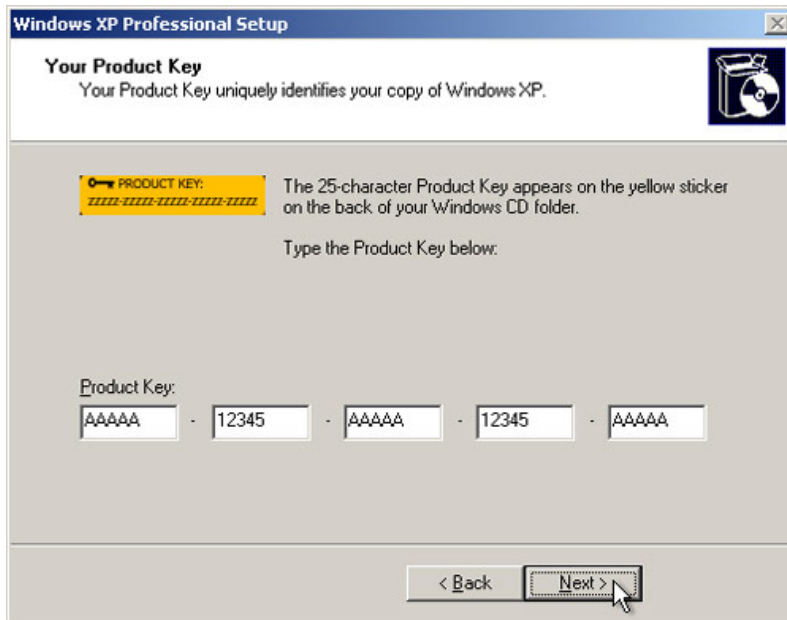 Windows XP Professional Setup
Your Product Key
Your Product Key uniquely identifies your copy of Windows XP.
PRODUCT KEY:
ZZZZZ-ZZZZZ-ZZZZZ-ZZZZZ-ZZZZZ
The 25-character Product Key appears on the yellow sticker
on the back of your Windows CD folder.
Type the Product Key below:
Product Key:
AAAAA - 12345 - AAAAA - 12345 - AAAAA
< Back Next >